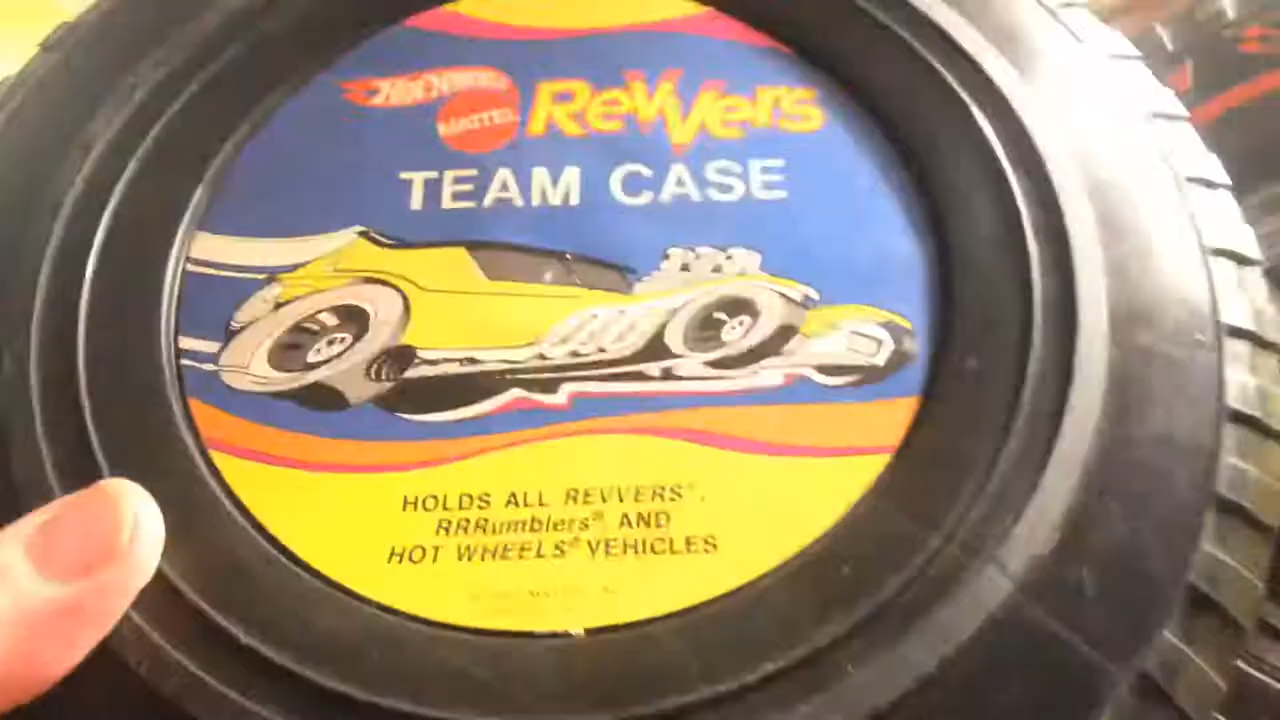 HOT WHEELS
MATTEL
ReVVers
TEAM CASE
HOLDS ALL REVVERS®,
RRRumblers® AND
HOT WHEELS® VEHICLES